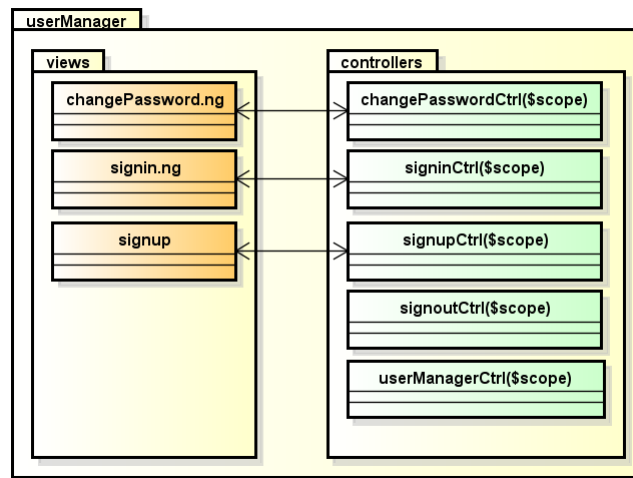 userManager
views
controllers
changePassword.ng
changePasswordCtrl($scope)
signin.ng
signinCtrl($scope)
signup
signupCtrl($scope)
signoutCtrl($scope)
userManagerCtrl($scope)